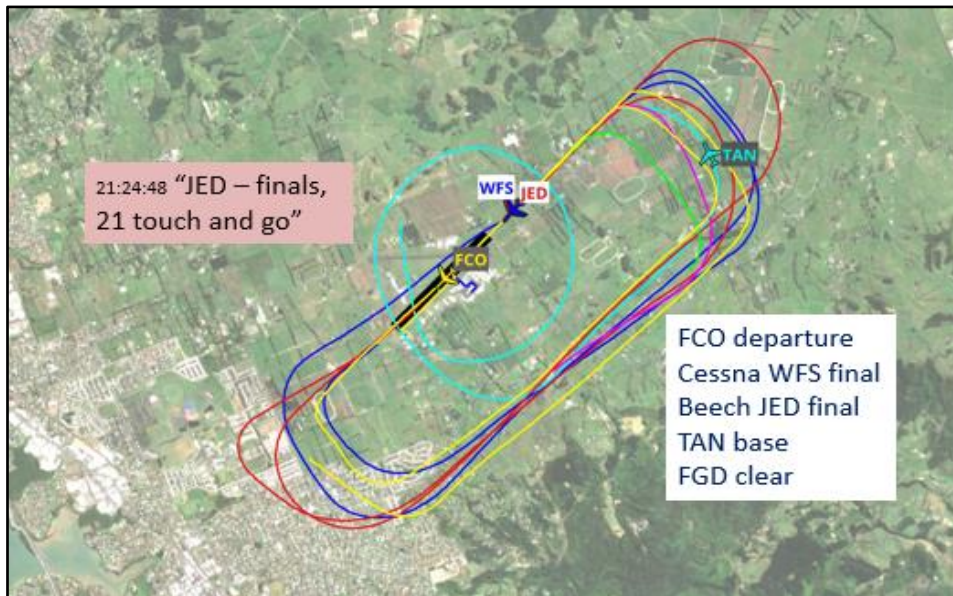 21:24:48 “JED – finals,
21 touch and go”
WFS JED
TAN
FCO
FCO departure
Cessna WFS final
Beech JED final
TAN base
FGD clear